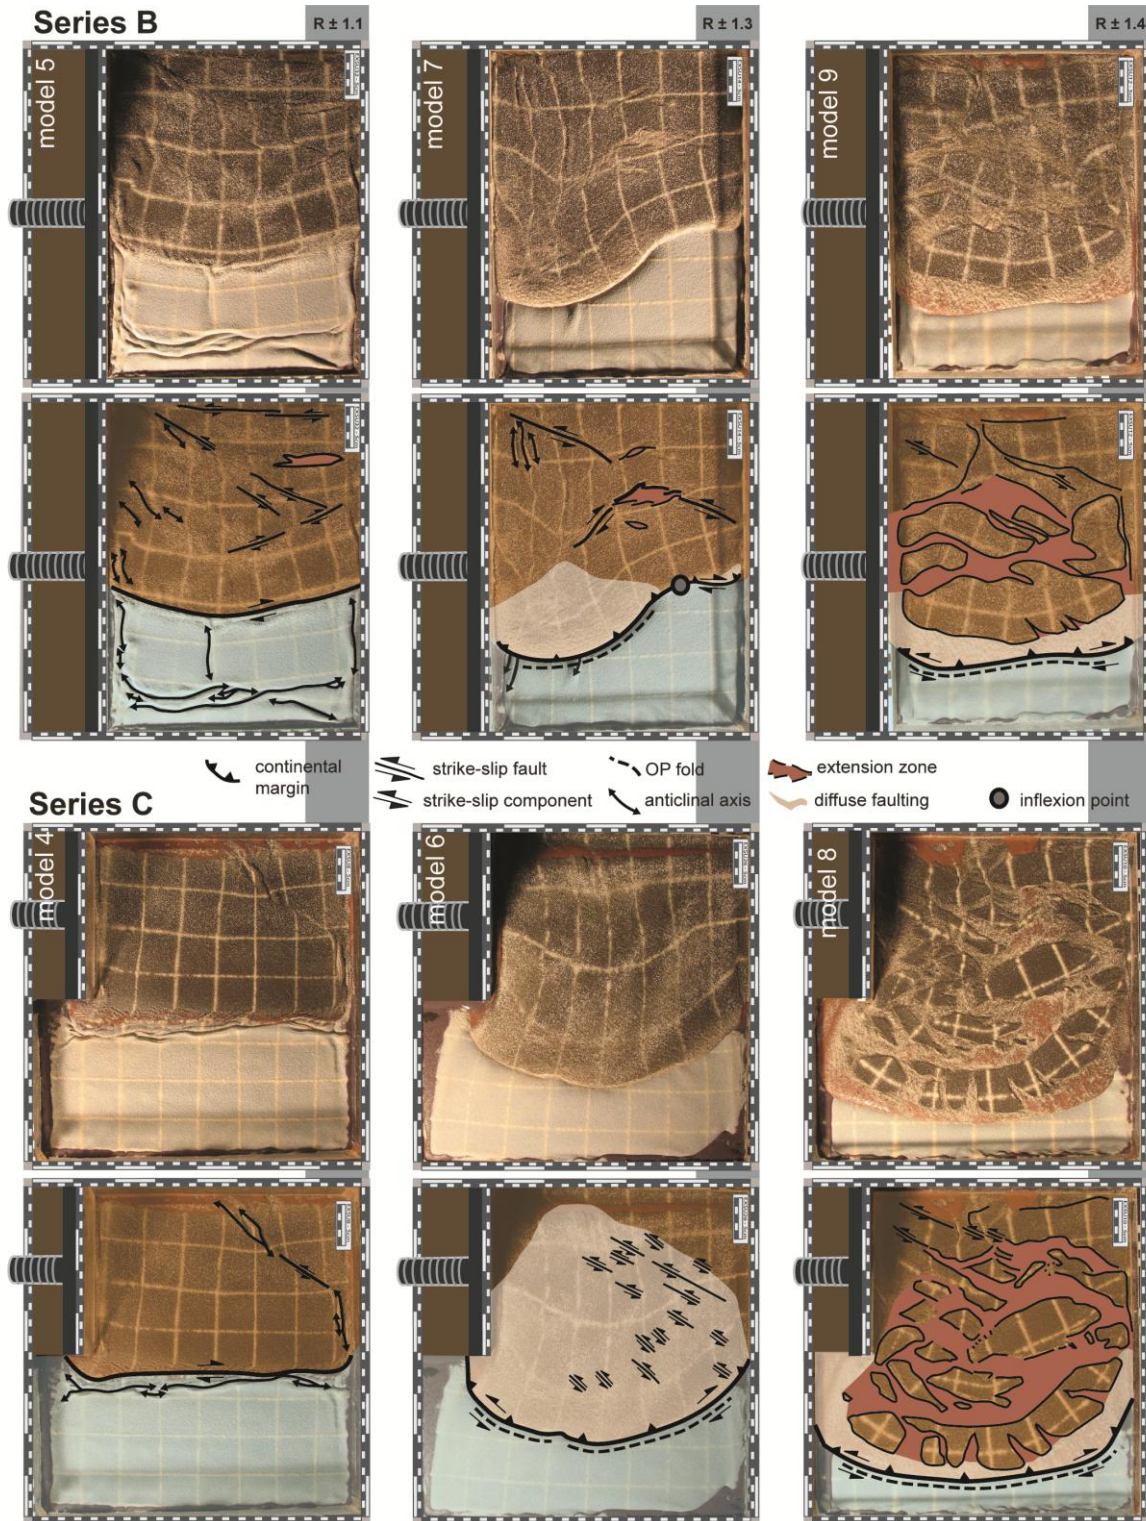 Series B
R ± 1.1
R ± 1.3
R ± 1.4
model 5
model 7
model 9
continental margin
strike-slip fault
OP fold
extension zone
strike-slip component
anticlinal axis
diffuse faulting
inflexion point
Series C
model 4
model 6
model 8